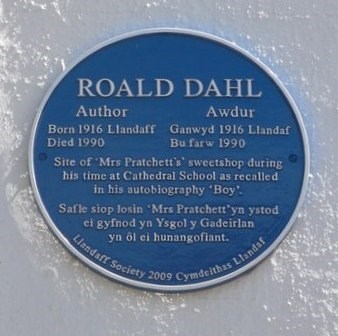 ROALD DAHL
Author Awdur
Born 1916 Llandaff Ganwyd 1916 Llandaf
Died 1990 Bu farw 1990
Site of 'Mrs Pratchett's' sweetshop during
his time at Cathedral School as recalled
in his autobiography 'Boy'.
Safle siop losin 'Mrs Pratchett' yn ystod
ei gyfnod yn Ysgol y Gadeirlan
yn ôl ei hunangofiant.
Llandaff Society 2009 Cymdeithas Llandaf